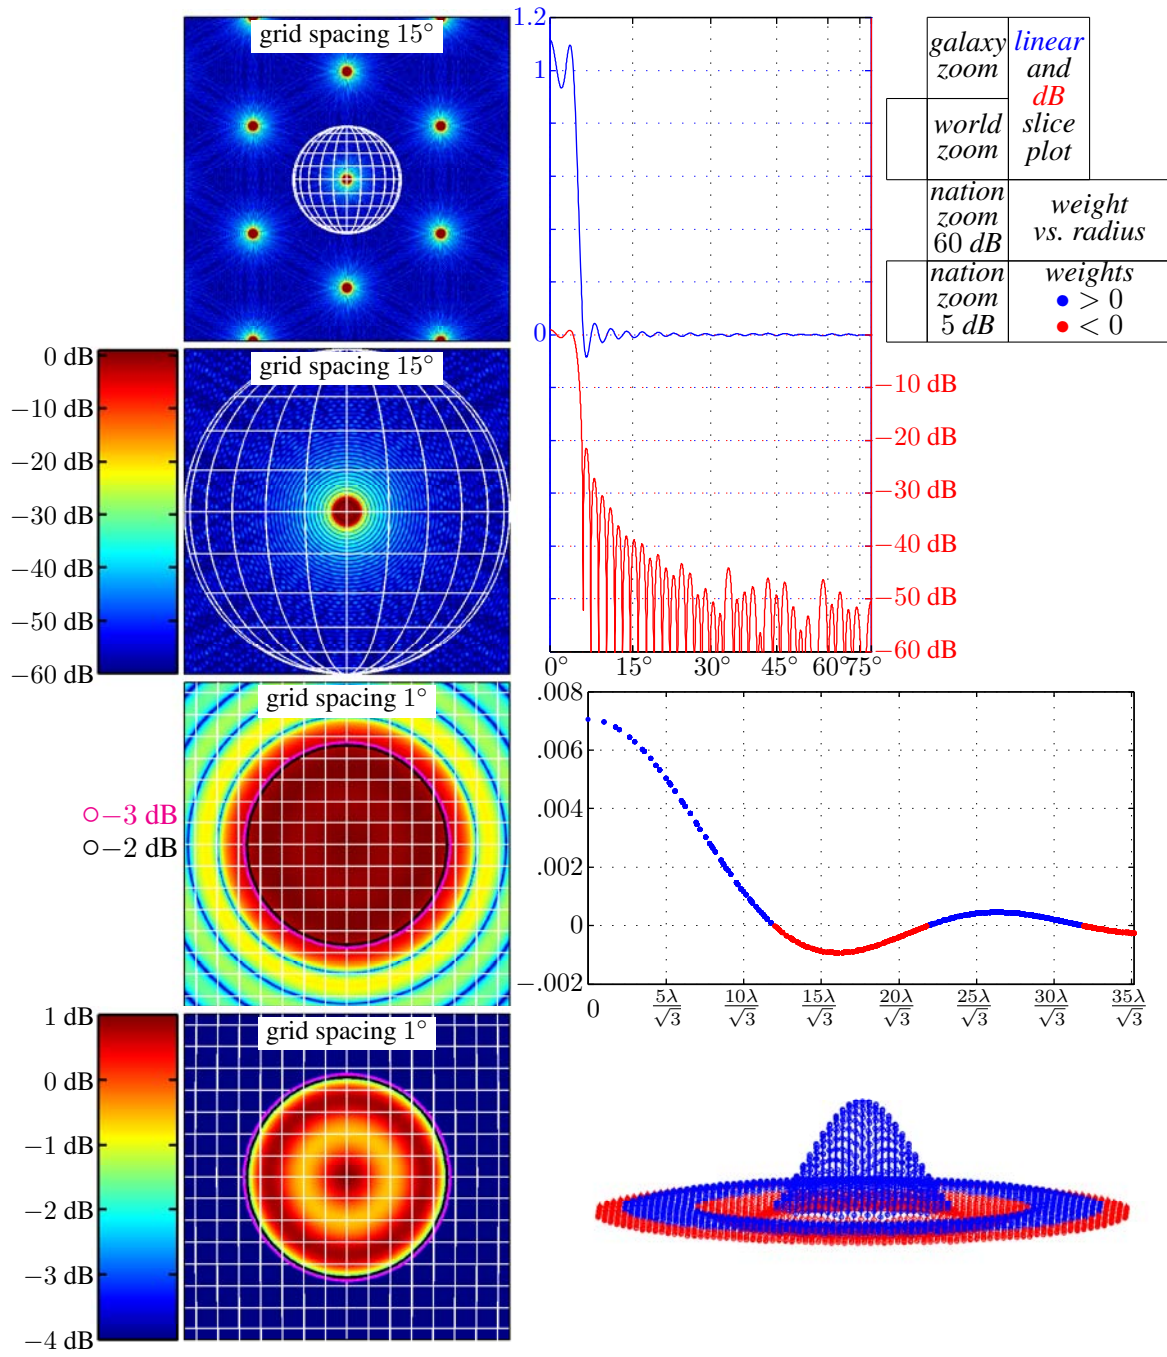 grid spacing 15°
1.2
1
0
−10 dB
−20 dB
−30 dB
−40 dB
−50 dB
−60 dB
0° 15° 30° 45° 60° 75°
galaxy zoom
linear and dB slice plot
world zoom
nation zoom 60 dB
weight vs. radius
nation zoom 5 dB
weights
> 0
< 0
grid spacing 15°
0 dB
−10 dB
−20 dB
−30 dB
−40 dB
−50 dB
−60 dB
grid spacing 1°
−3 dB
−2 dB
.008
.006
.004
.002
0
−.002
0 5λ/√3 10λ/√3 15λ/√3 20λ/√3 25λ/√3 30λ/√3 35λ/√3
grid spacing 1°
1 dB
0 dB
−1 dB
−2 dB
−3 dB
−4 dB